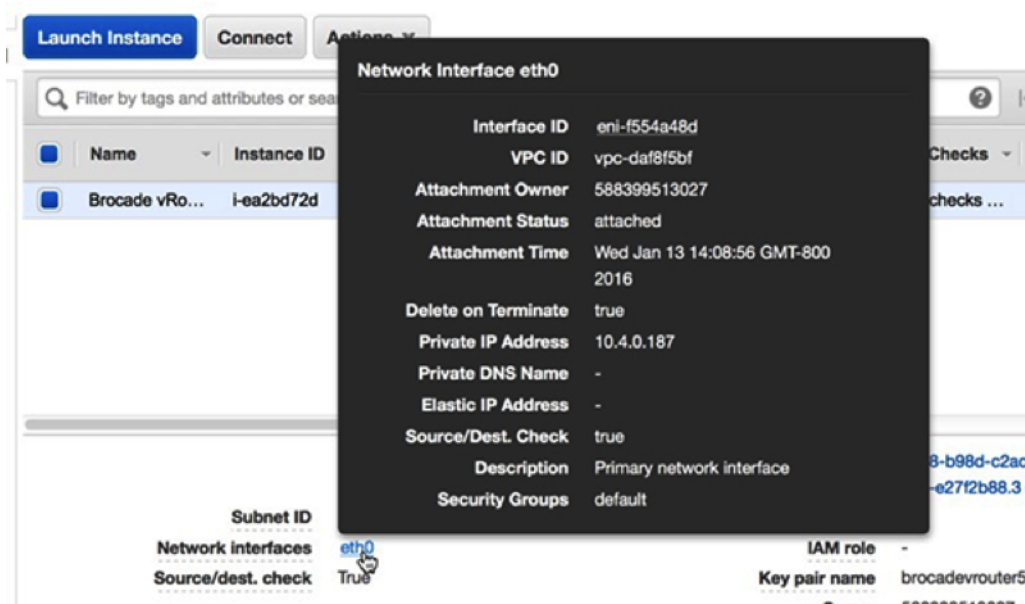 Launch Instance Connect Actions
Network Interface eth0
Filter by tags and attributes or sea
Interface ID eni-f554a48d
Name Instance ID VPC ID vpc-daf8f5bf Checks
Brocade vRo... i-ea2bd72d Attachment Owner 588399513027 checks ...
Attachment Status attached
Attachment Time Wed Jan 13 14:08:56 GMT-800
2016
Delete on Terminate true
Private IP Address 10.4.0.187
Private DNS Name -
Elastic IP Address -
Source/Dest. Check true
Description Primary network interface 8-b98d-c2ac
Security Groups default -e27f2b88.3
Subnet ID
Network interfaces eth0 IAM role -
Source/dest. check True Key pair name brocadevrouter5